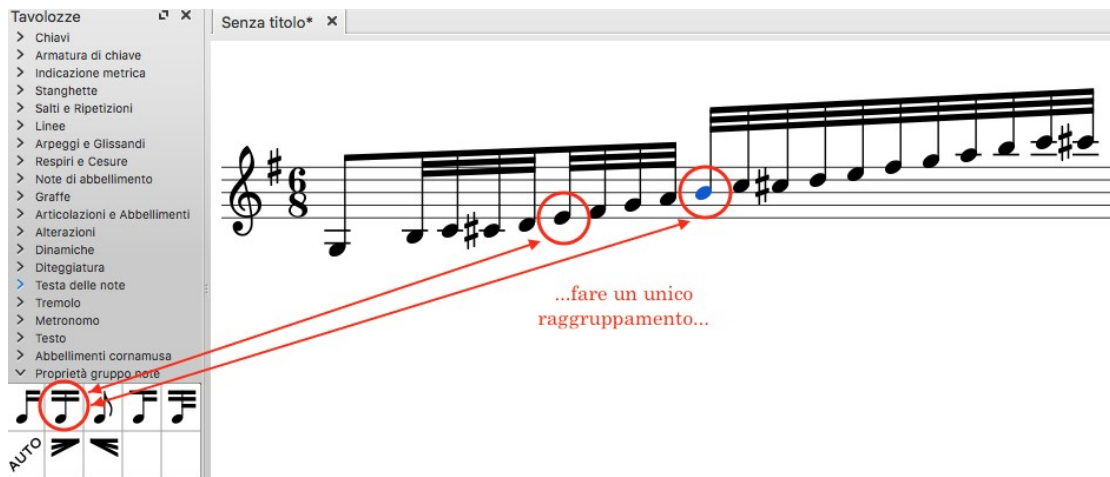 Tavolozze
Senza titolo*
Chiavi
Armatura di chiave
Indicazione metrica
Stanghette
Salti e Ripetizioni
Linee
Arpeggi e Glissandi
Respiri e Cesure
Note di abbellimento
Graffe
Articolazioni e Abbellimenti
Alterazioni
Dinamiche
Diteggiatura
Testa delle note
Tremolo
Metronomo
Testo
Abbellimenti cornamusa
Proprietà gruppo note
AUTO
6
8
...fare un unico
raggruppamento...